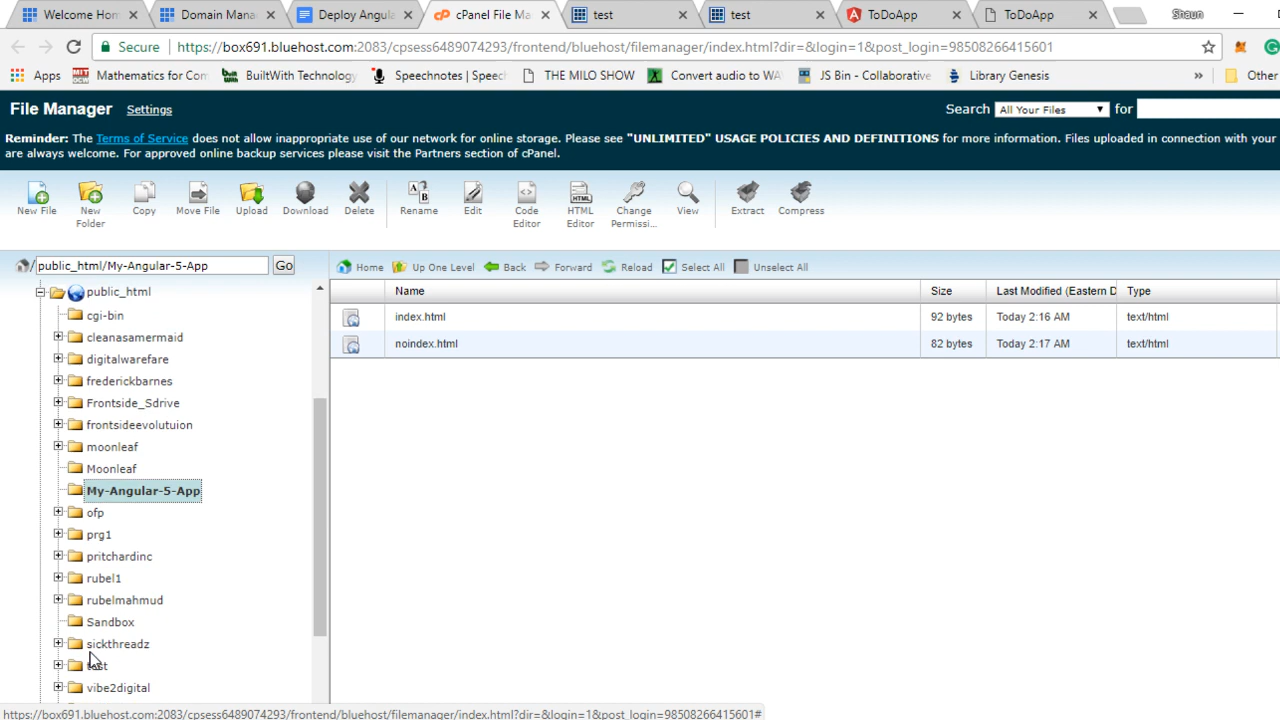 Welcome Hom
Domain Mana
Deploy Angula
cPanel File Ma
test
test
ToDoApp
ToDoApp
Shaun
Secure
https://box691.bluehost.com:2083/cpsess6489074293/frontend/bluehost/filemanager/index.html?dir=&login=1&post_login=98508266415601
Apps
Mathematics for Con
BuiltWith Technology
Speechnotes | Speech
THE MILO SHOW
Convert audio to WA
JS Bin - Collaborative
Library Genesis
»
Other
File Manager Settings
Search All Your Files for
Reminder: The Terms of Service does not allow inappropriate use of our network for online storage. Please see "UNLIMITED" USAGE POLICIES AND DEFINITIONS for more information. Files uploaded in connection with your
are always welcome. For approved online backup services please visit the Partners section of cPanel.
New File
New Folder
Copy
Move File
Upload
Download
Delete
Rename
Edit
Code Editor
HTML Editor
Change Permissi...
View
Extract
Compress
/ public_html/My-Angular-5-App Go
Home
Up One Level
Back
Forward
Reload
Select All
Unselect All
Name Size Last Modified (Eastern D Type
index.html 92 bytes Today 2:16 AM text/html
noindex.html 82 bytes Today 2:17 AM text/html
public_html
cgi-bin
cleanasamermaid
digitalwarefare
frederickbarnes
Frontside_Sdrive
frontsideevolutuion
moonleaf
Moonleaf
My-Angular-5-App
ofp
prg1
pritchardinc
rubel1
rubelmahmud
Sandbox
sickthreadz
test
vibe2digital
https://box691.bluehost.com:2083/cpsess6489074293/frontend/bluehost/filemanager/index.html?dir=&login=1&post_login=98508266415601#